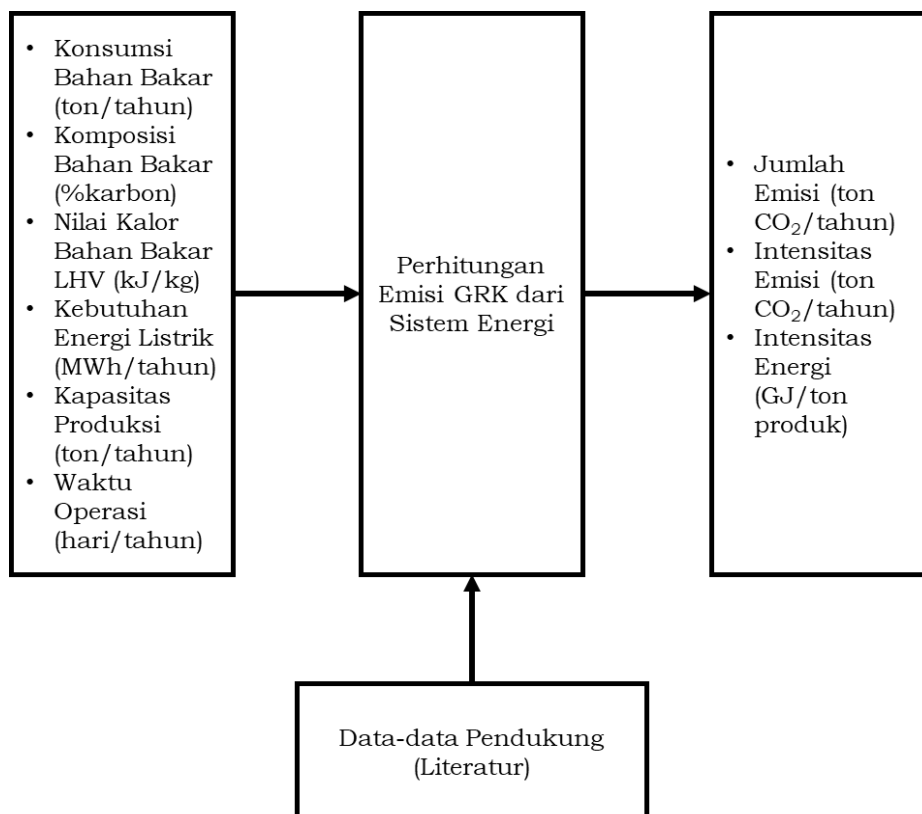 • Konsumsi
Bahan Bakar
(ton/tahun)
• Komposisi
Bahan Bakar
(%karbon)
• Nilai Kalor
Bahan Bakar
LHV (kJ/kg)
• Kebutuhan
Energi Listrik
(MWh/tahun)
• Kapasitas
Produksi
(ton/tahun)
• Waktu
Operasi
(hari/tahun)
Perhitungan
Emisi GRK dari
Sistem Energi
• Jumlah
Emisi (ton
CO₂/tahun)
• Intensitas
Emisi (ton
CO₂/tahun)
• Intensitas
Energi
(GJ/ton
produk)
Data-data Pendukung
(Literatur)